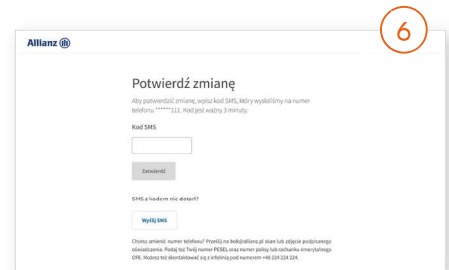 6
Allianz
Potwierdź zmianę
Aby potwierdzić zmianę, wpisz kod SMS, który wysłaliśmy na numer
telefonu ******111. Kod jest ważny 3 minuty.
Kod SMS
Zatwierdź
SMS z kodem nie dotarł?
Wyślij SMS
Chcesz zmienić numer telefonu? Prześlij na bok@allianz.pl skan lub zdjęcie podpisanego
oświadczenia. Podaj też Twój numer PESEL oraz numer polisy lub rachunku emerytalnego
OFE. Możesz też skontaktować się z infolinią pod numerem +48 224 224 224.